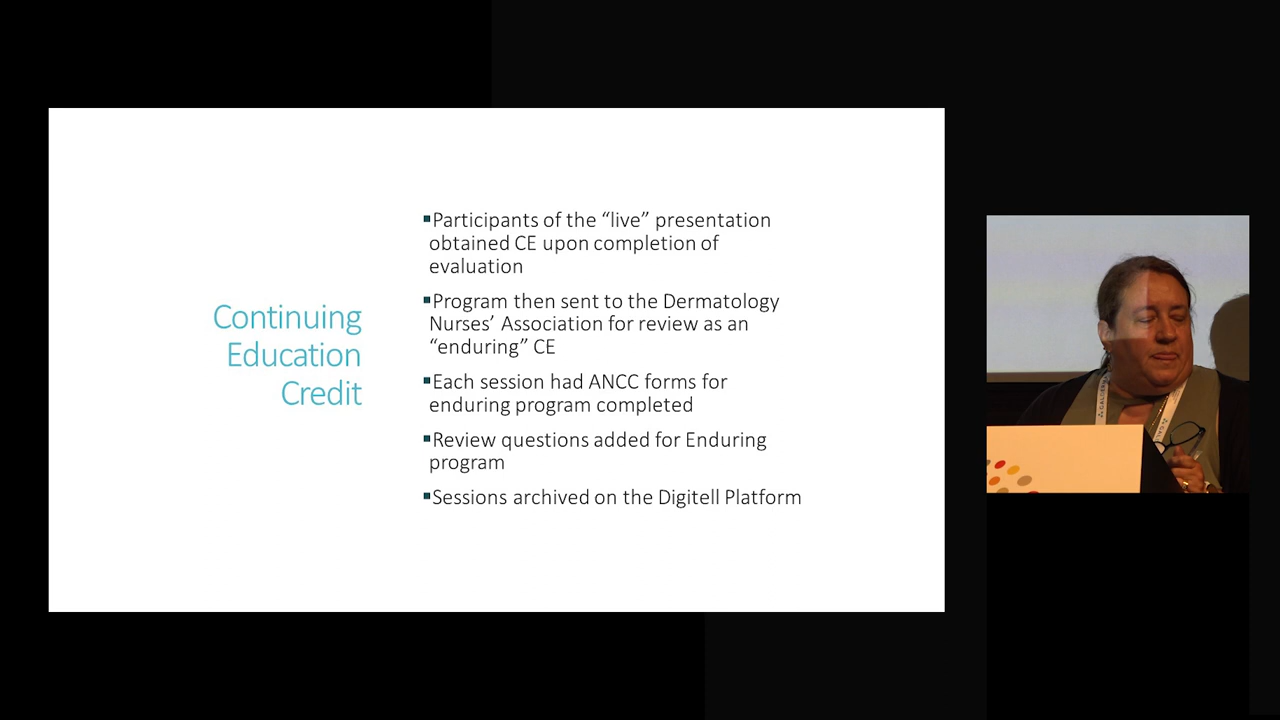 Continuing
Education
Credit
Participants of the “live” presentation
obtained CE upon completion of
evaluation
Program then sent to the Dermatology
Nurses’ Association for review as an
“enduring” CE
Each session had ANCC forms for
enduring program completed
Review questions added for Enduring
program
Sessions archived on the Digitell Platform